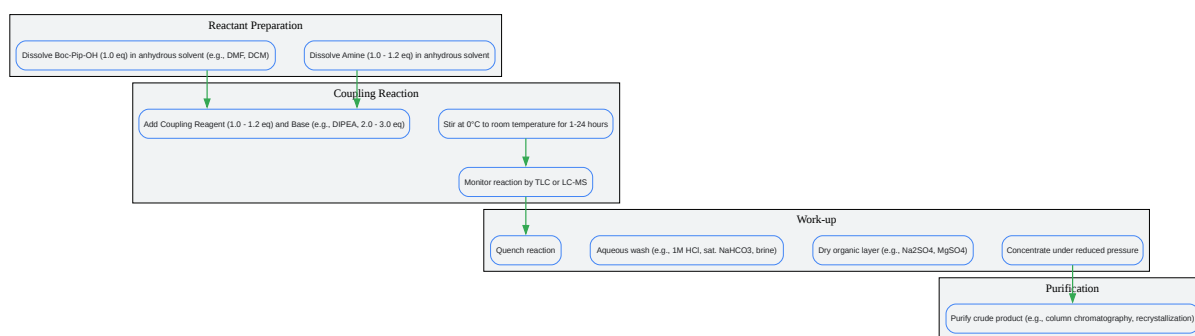 Reactant Preparation
Dissolve Boc-Pip-OH (1.0 eq) in anhydrous solvent (e.g., DMF, DCM)
Dissolve Amine (1.0 - 1.2 eq) in anhydrous solvent
Coupling Reaction
Add Coupling Reagent (1.0 - 1.2 eq) and Base (e.g., DIPEA, 2.0 - 3.0 eq)
Stir at 0°C to room temperature for 1-24 hours
Monitor reaction by TLC or LC-MS
Work-up
Quench reaction
Aqueous wash (e.g., 1M HCl, sat. NaHCO3, brine)
Dry organic layer (e.g., Na2SO4, MgSO4)
Concentrate under reduced pressure
Purification
Purify crude product (e.g., column chromatography, recrystallization)